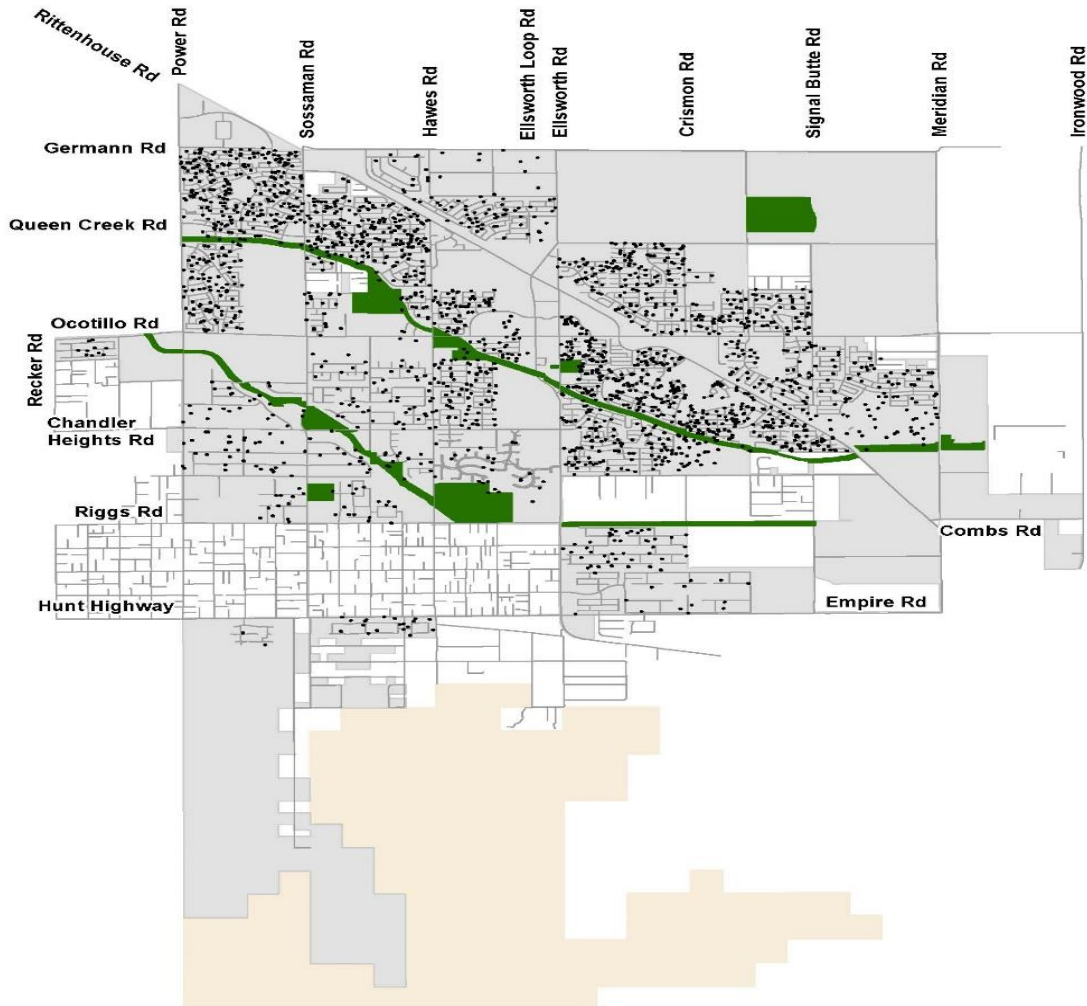 Rittenhouse Rd
Power Rd
Sossaman Rd
Hawes Rd
Ellsworth Loop Rd
Ellsworth Rd
Crismon Rd
Signal Butte Rd
Meridian Rd
Ironwood Rd
Germann Rd
Queen Creek Rd
Ocotillo Rd
Recker Rd
Chandler
Heights Rd
Riggs Rd
Combs Rd
Hunt Highway
Empire Rd